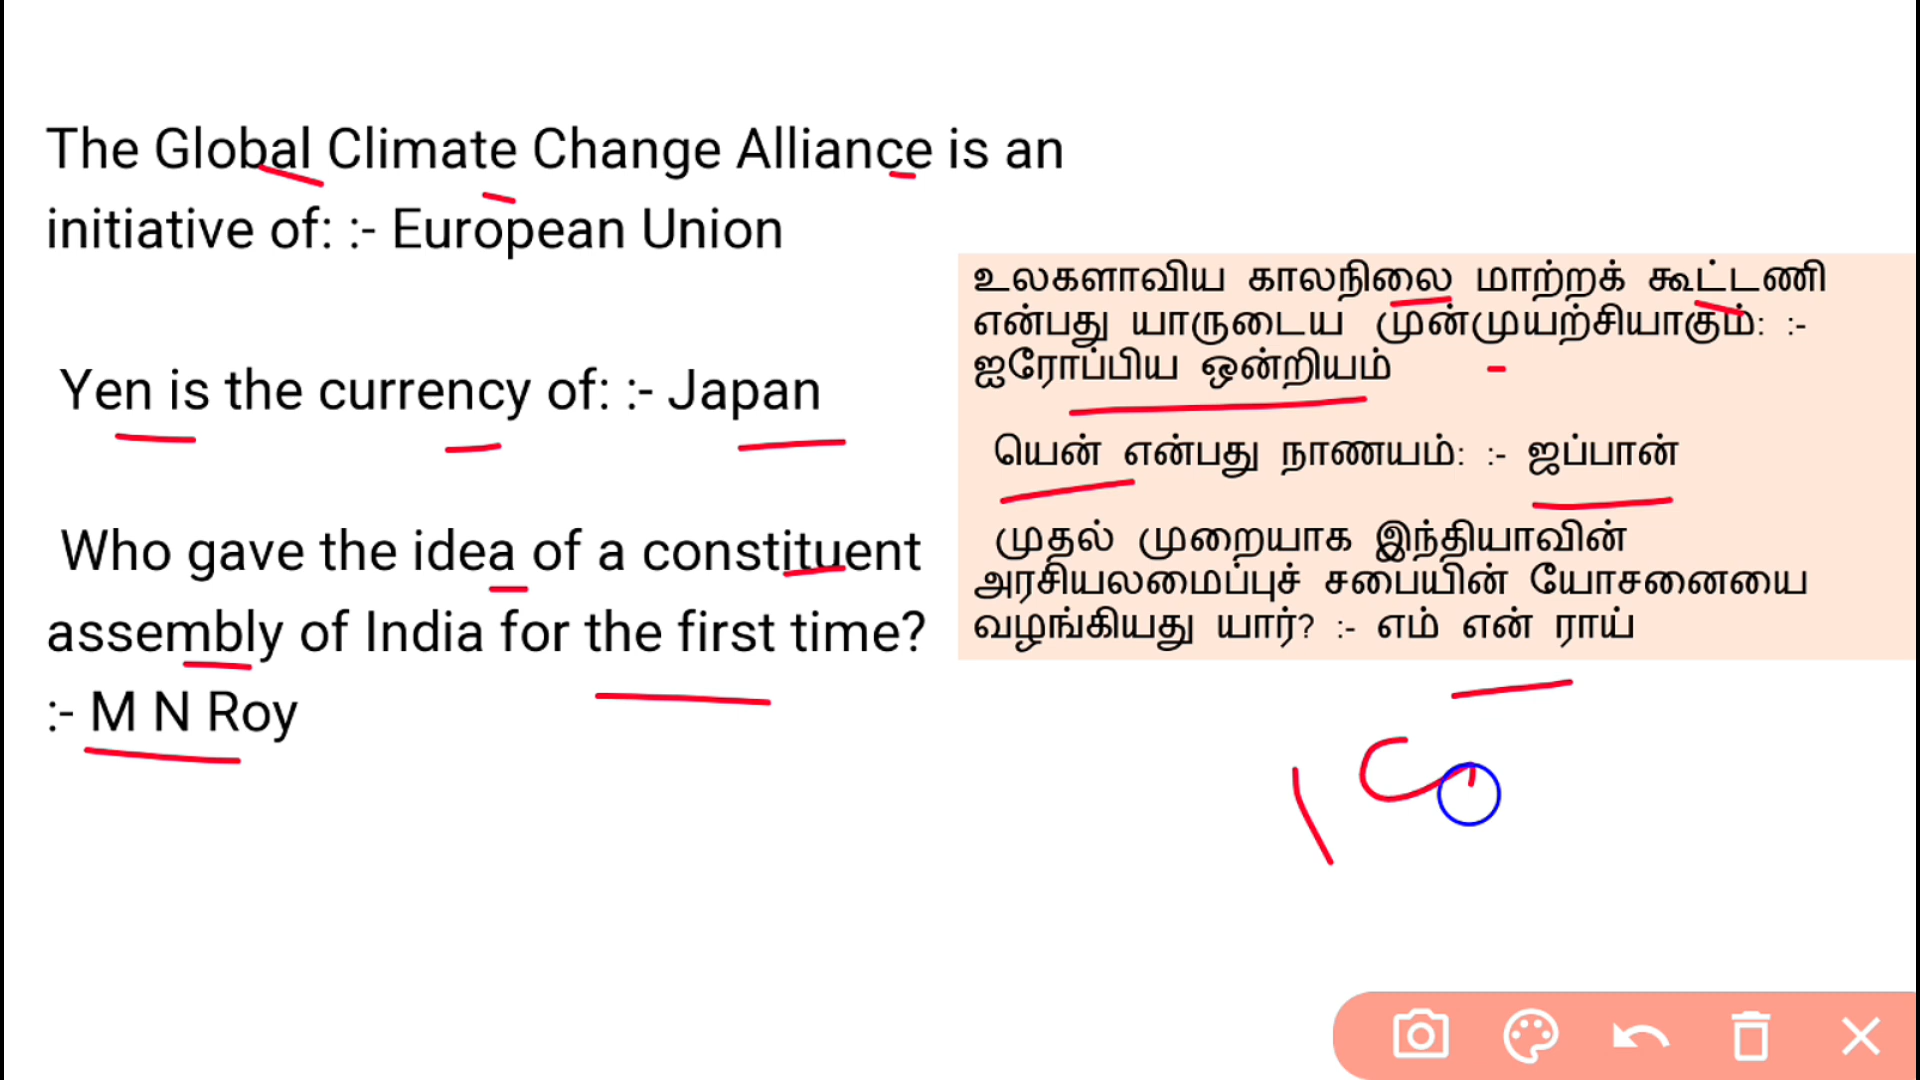 The Global Climate Change Alliance is an
initiative of: :- European Union
Yen is the currency of: :- Japan
Who gave the idea of a constituent
assembly of India for the first time?
:- M N Roy
உலகளாவிய காலநிலை மாற்றக் கூட்டணி
என்பது யாருடைய முன்முயற்சியாகும்: :-
ஐரோப்பிய ஒன்றியம்
யென் என்பது நாணயம்: :- ஜப்பான்
முதல் முறையாக இந்தியாவின்
அரசியலமைப்புச் சபையின் யோசனையை
வழங்கியது யார்? :- எம் என் ராய்